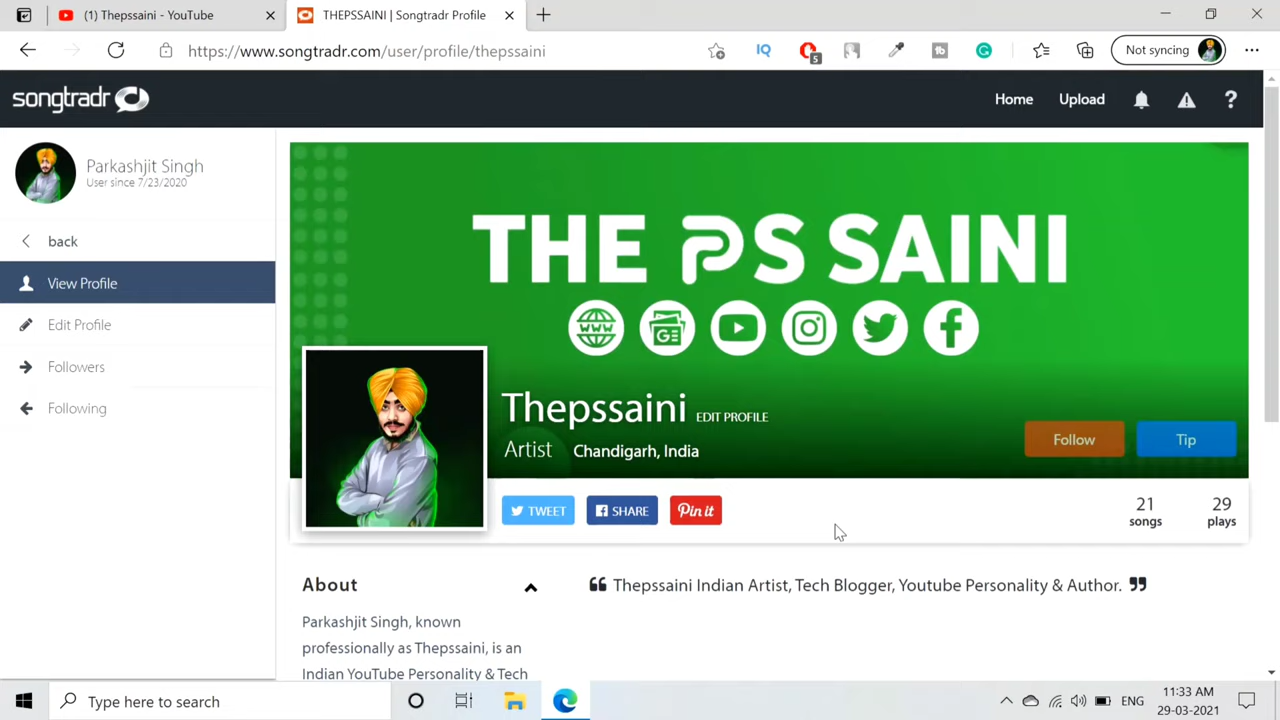 (1) Thepssaini - YouTube
THEPSSAINI | Songtradr Profile
https://www.songtradr.com/user/profile/thepssaini
IQ
5
tb
Not syncing
songtradr
Home
Upload
?
Parkashjit Singh
User since 7/23/2020
back
View Profile
Edit Profile
Followers
Following
THE PS SAINI
WWW
GE
Thepssaini EDIT PROFILE
Artist Chandigarh, India
Follow
Tip
TWEET
SHARE
Pin it
21
songs
29
plays
About
❝ Thepssaini Indian Artist, Tech Blogger, Youtube Personality & Author. ❞
Parkashjit Singh, known
professionally as Thepssaini, is an
Indian YouTube Personality & Tech
Type here to search
ENG
11:33 AM
29-03-2021